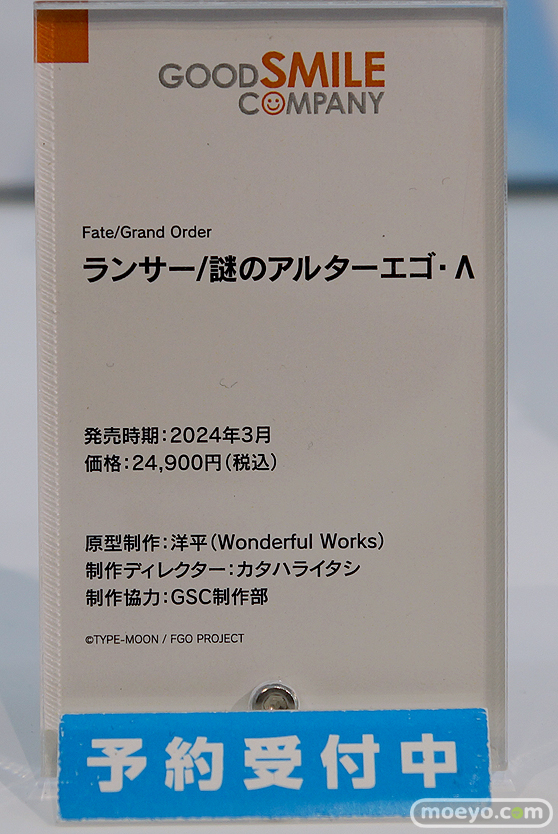 GOOD SMILE
COMPANY
Fate/Grand Order
ランサー/謎のアルターエゴ・Λ
発売時期：2024年3月
価格：24,900円（税込）
原型制作：洋平（Wonderful Works）
制作ディレクター：カタハライタシ
制作協力：GSC制作部
©TYPE-MOON / FGO PROJECT
予約受付中
moeyo.com